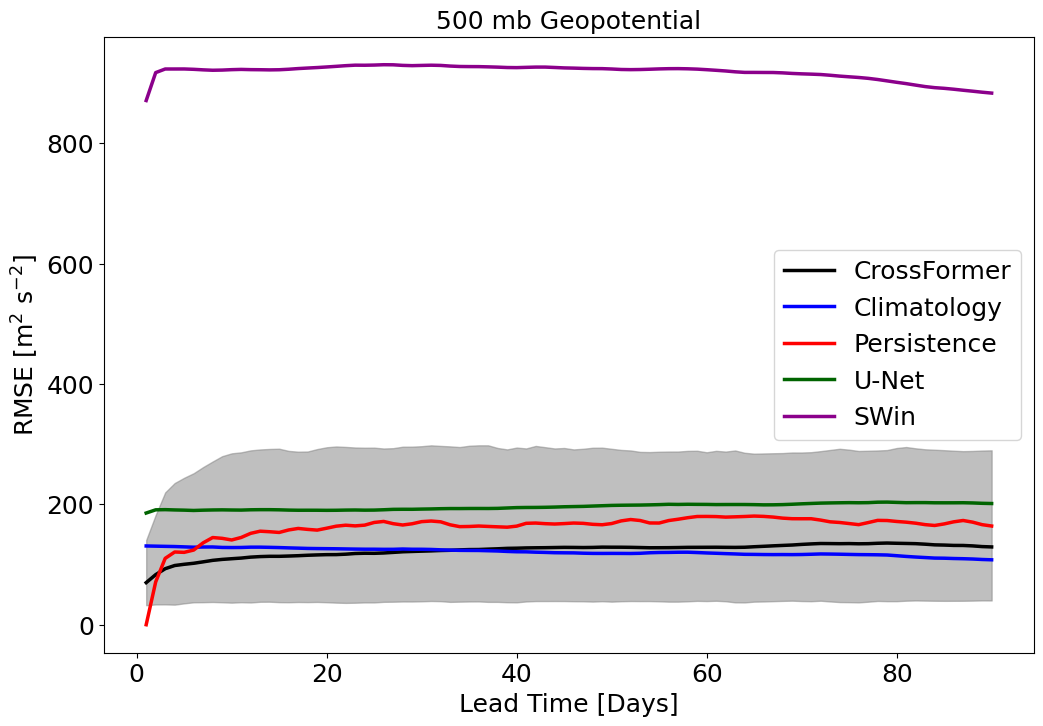 500 mb Geopotential
RMSE [m² s⁻²]
800
600
400
200
0
CrossFormer
Climatology
Persistence
U-Net
SWin
0 20 40 60 80
Lead Time [Days]